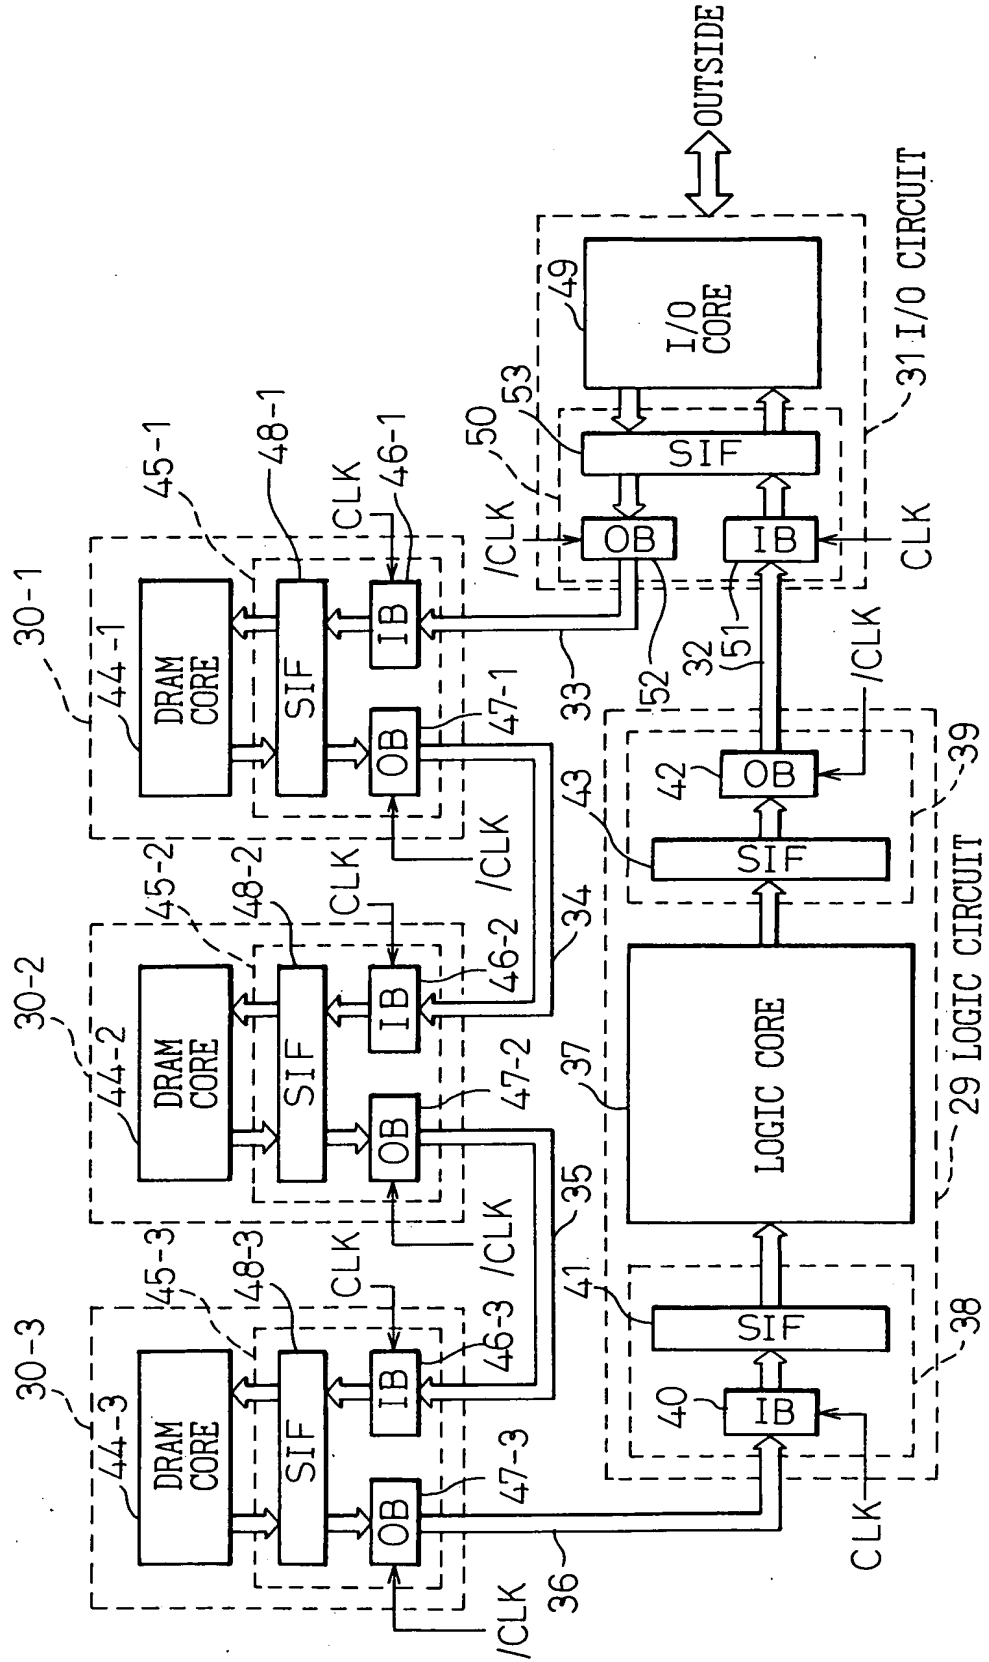 30-3
44-3
DRAM
CORE
45-3
48-3
SIF
OB
IB
CLK
46-3
47-3
/CLK
36
30-2
44-2
DRAM
CORE
45-2
48-2
SIF
OB
IB
CLK
46-2
47-2
/CLK
35
30-1
44-1
DRAM
CORE
45-1
48-1
SIF
OB
IB
CLK
46-1
47-1
/CLK
34
33
/CLK
50
53
49
OB
SIF
I/O
CORE
OUTSIDE
IB
52
51
32
CLK
31 I/O CIRCUIT
40
IB
41
SIF
37
LOGIC CORE
43
SIF
42
OB
/CLK
CLK
38
39
29 LOGIC CIRCUIT